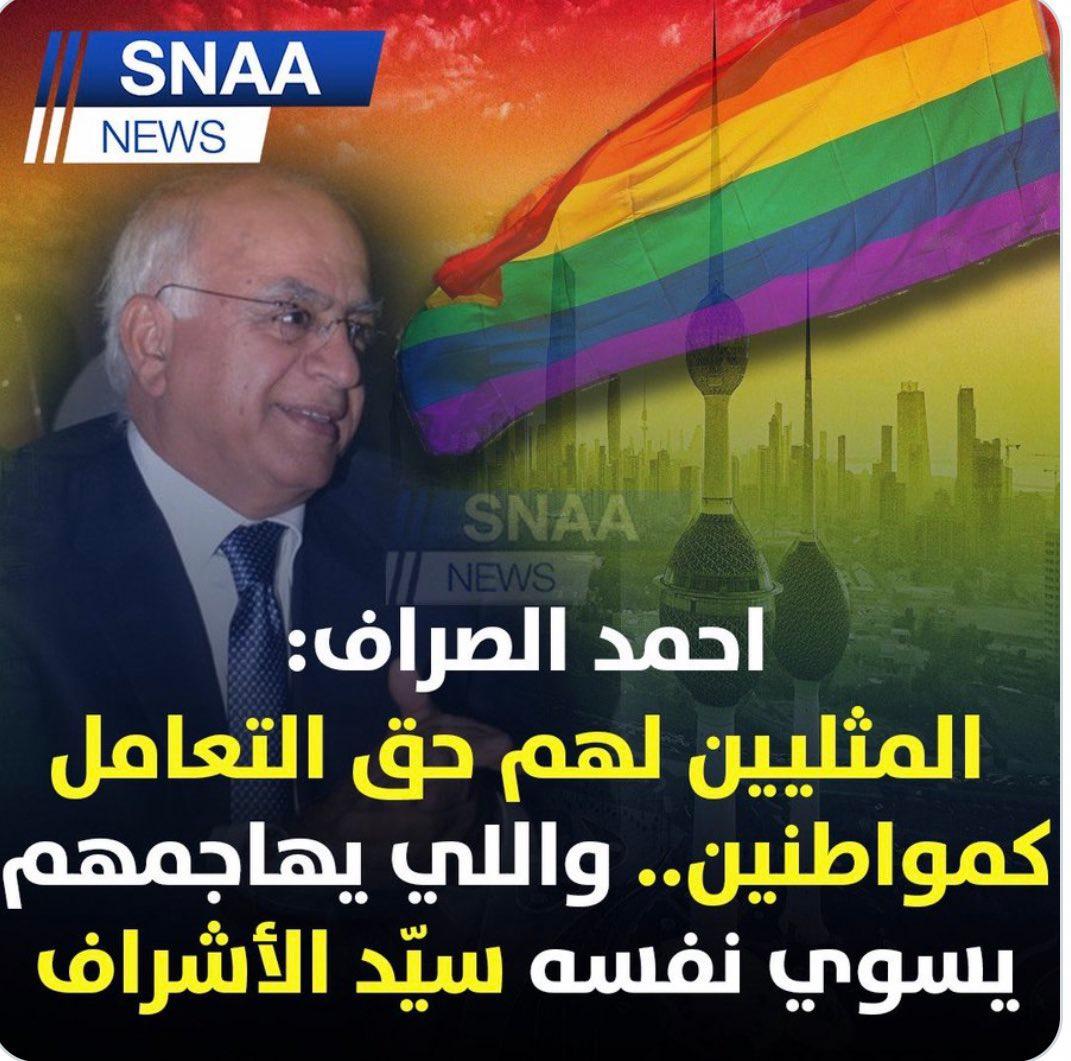 SNAA
NEWS
SNAA
NEWS
احمد الصراف:
المثليين لهم حق التعامل
كمواطنين.. واللي يهاجمهم
يسوي نفسه سيّد الأشراف